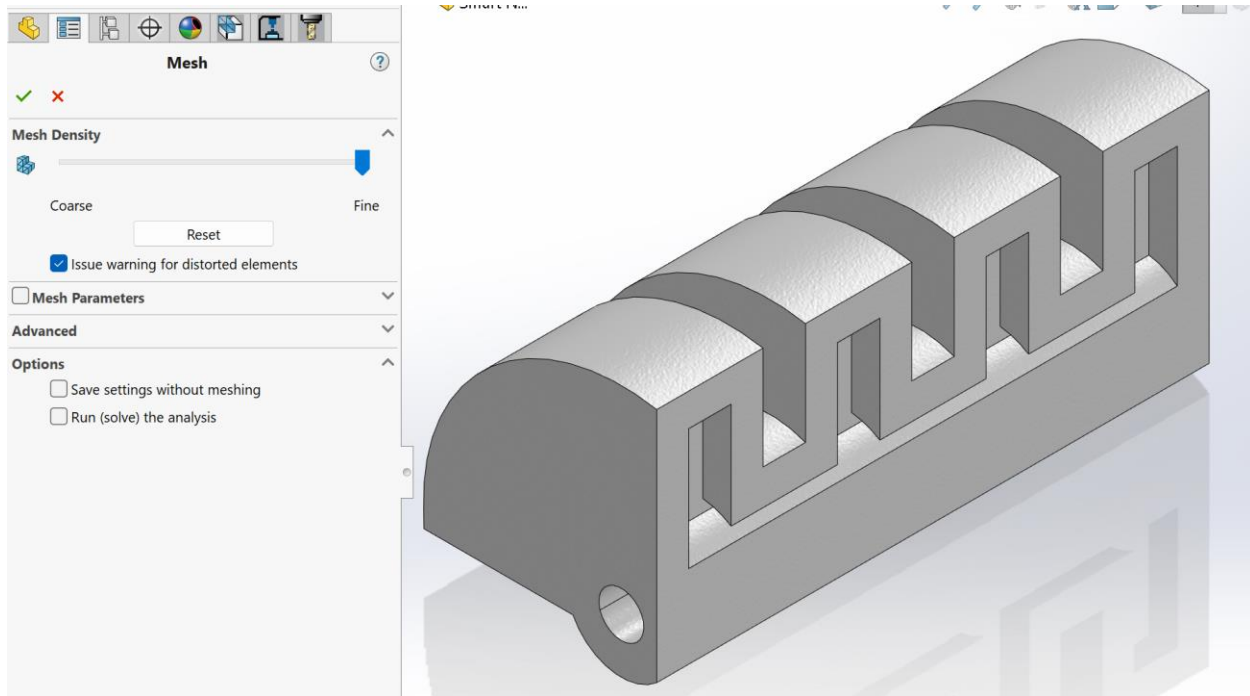 Mesh
Mesh Density
Coarse Fine
Reset
Issue warning for distorted elements
Mesh Parameters
Advanced
Options
Save settings without meshing
Run (solve) the analysis